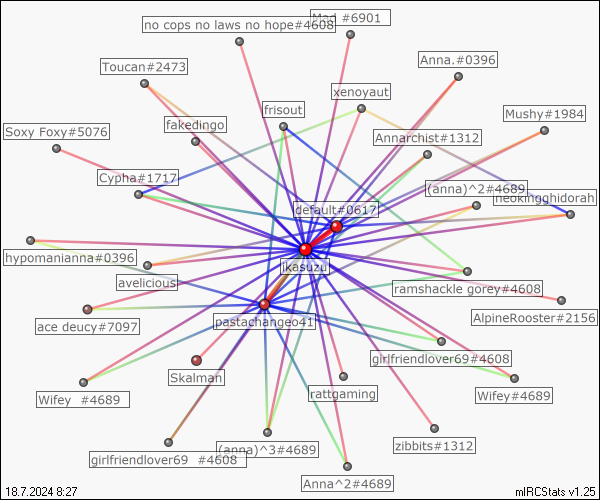 no cops no laws no hope#4608
Mad #6901
Toucan#2473
Anna.#0396
xenoyaut
frisout
Mushy#1984
fakedingo
Soxy Foxy#5076
Annarchist#1312
Cypha#1717
(anna)^2#4689
neokingghidorah
default#0617
hypomanianna#0396
jkasuzu
avelicious
ramshackle gorey#4608
AlpineRooster#2156
ace deucy#7097
pastachange041
girlfriendlover69#4608
Skalman
rattgaming
Wifey #4689
Wifey#4689
(anna)^3#4689
zibbits#1312
girlfriendlover69 #4608
Anna^2#4689
18.7.2024 8:27
mIRCStats v1.25